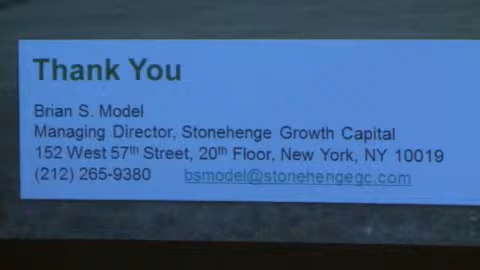 Thank You
Brian S. Model
Managing Director, Stonehenge Growth Capital
152 West 57th Street, 20th Floor, New York, NY 10019
(212) 265-9380 bsmodel@stonehengegc.com